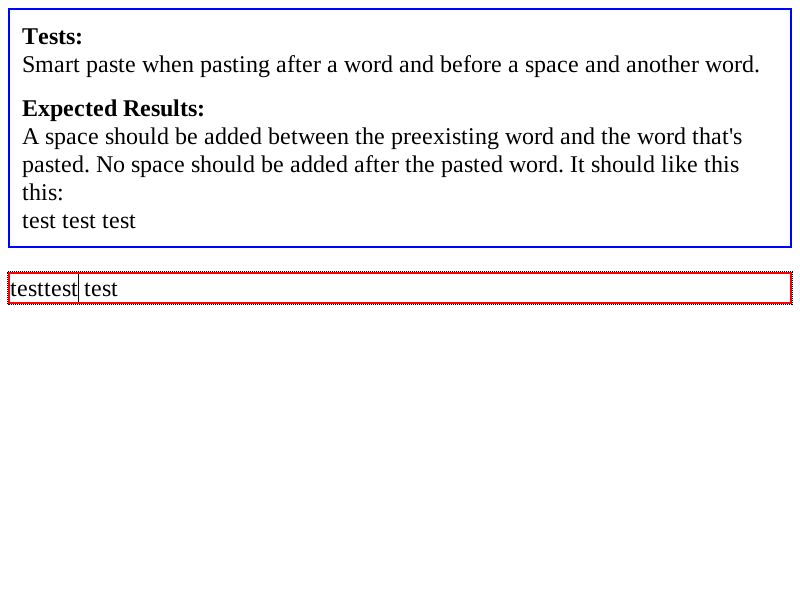 Tests:
Smart paste when pasting after a word and before a space and another word.
Expected Results:
A space should be added between the preexisting word and the word that's
pasted. No space should be added after the pasted word. It should like this
this:
test test test
testtest test